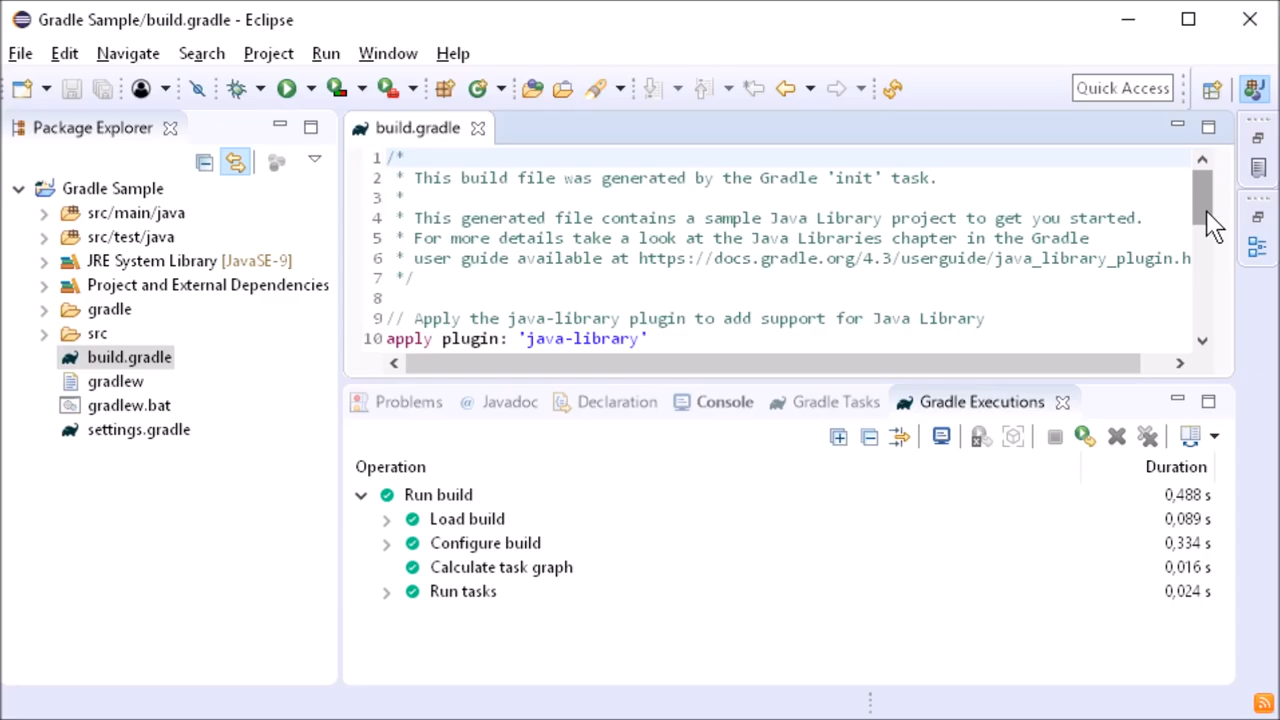 Gradle Sample/build.gradle - Eclipse
File Edit Navigate Search Project Run Window Help
Quick Access
Package Explorer
Gradle Sample
src/main/java
src/test/java
JRE System Library [JavaSE-9]
Project and External Dependencies
gradle
src
build.gradle
gradlew
gradlew.bat
settings.gradle
build.gradle
1 /*
2 * This build file was generated by the Gradle 'init' task.
3 *
4 * This generated file contains a sample Java Library project to get you started.
5 * For more details take a look at the Java Libraries chapter in the Gradle
6 * user guide available at https://docs.gradle.org/4.3/userguide/java_library_plugin.h
7 */
8
9 // Apply the java-library plugin to add support for Java Library
10 apply plugin: 'java-library'
Problems @ Javadoc Declaration Console Gradle Tasks Gradle Executions
Operation Duration
Run build 0,488 s
Load build 0,089 s
Configure build 0,334 s
Calculate task graph 0,016 s
Run tasks 0,024 s